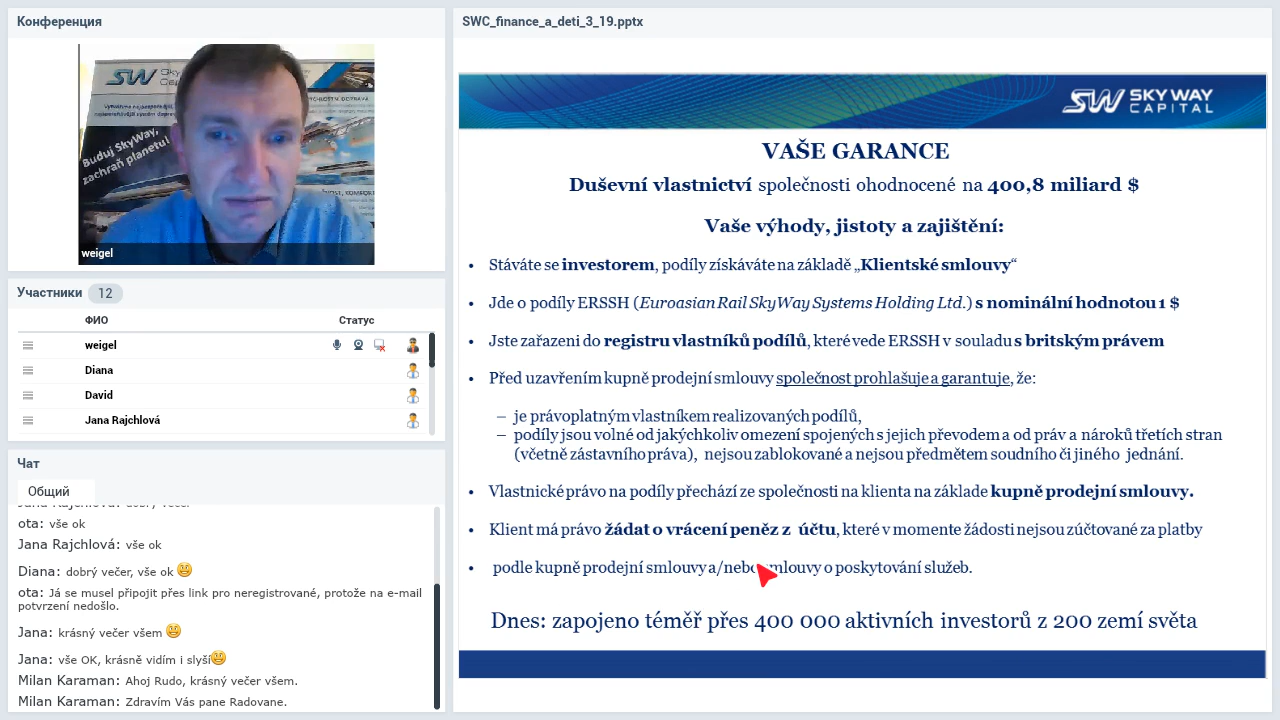 Конференция
SW SKY
Buduj SkyWay,
zachraň planetu!
weigel
Участники 12
ФИО Статус
weigel
Diana
David
Jana Rajchlová
Чат
Общий
ota: vše ok
Jana Rajchlová: vše ok
Diana: dobrý večer, vše ok
ota: Já se musel připojit přes link pro neregistrované, protože na e-mail
potvrzení nedošlo.
Jana: krásný večer všem
Jana: vše OK, krásně vidím i slyší
Milan Karaman: Ahoj Rudo, krásný večer všem.
Milan Karaman: Zdravím Vás pane Radovane.
SWC_finance_a_deti_3_19.pptx
SW SKY WAY
CAPITAL
VAŠE GARANCE
Duševní vlastnictví společnosti ohodnocené na 400,8 miliard $
Vaše výhody, jistoty a zajištění:
• Stáváte se investorem, podíly získáváte na základě „Klientské smlouvy“
• Jde o podíly ERSSH (Euroasian Rail SkyWay Systems Holding Ltd.) s nominální hodnotou 1 $
• Jste zařazeni do registru vlastníků podílů, které vede ERSSH v souladu s britským právem
• Před uzavřením kupně prodejní smlouvy společnost prohlašuje a garantuje, že:
– je právoplatným vlastníkem realizovaných podílů,
– podíly jsou volné od jakýchkoliv omezení spojených s jejich převodem a od práv a nároků třetích stran
(včetně zástavního práva), nejsou zablokované a nejsou předmětem soudního či jiného jednání.
• Vlastnické právo na podíly přechází ze společnosti na klienta na základe kupně prodejní smlouvy.
• Klient má právo žádat o vrácení peněz z účtu, které v momente žádosti nejsou zúčtované za platby
• podle kupně prodejní smlouvy a/nebo smlouvy o poskytování služeb.
Dnes: zapojeno téměř přes 400 000 aktivních investorů z 200 zemí světa